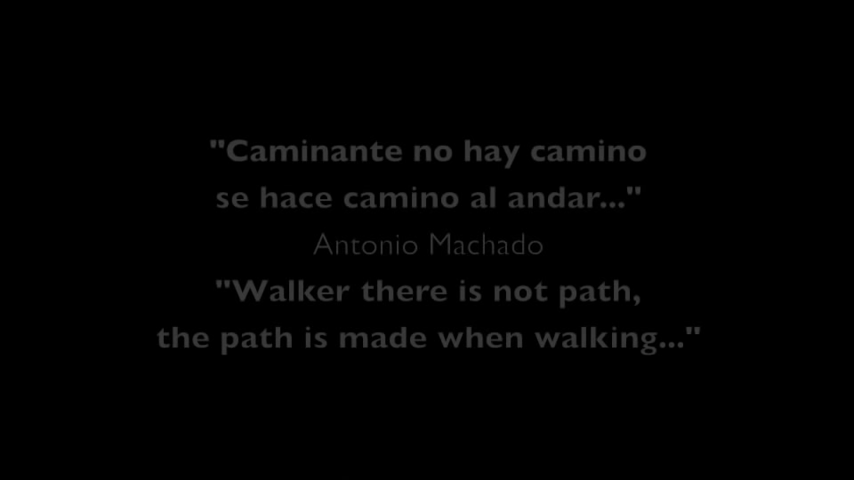 "Caminante no hay camino
se hace camino al andar..."
Antonio Machado
"Walker there is not path,
the path is made when walking..."